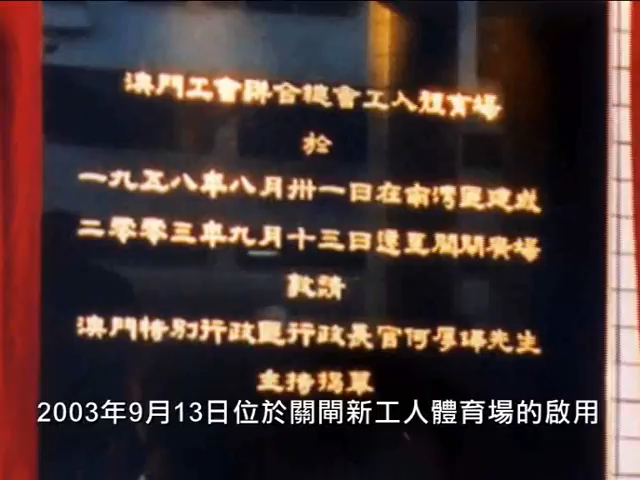 澳門工會聯合總會工人體育場
於
一九五八年八月卅一日在南灣區建成
二零零三年九月十三日遷至關閘廣場
敦請
澳門特別行政區行政長官何厚鏵先生
主持揭幕
2003年9月13日位於關閘新工人體育場的啟用